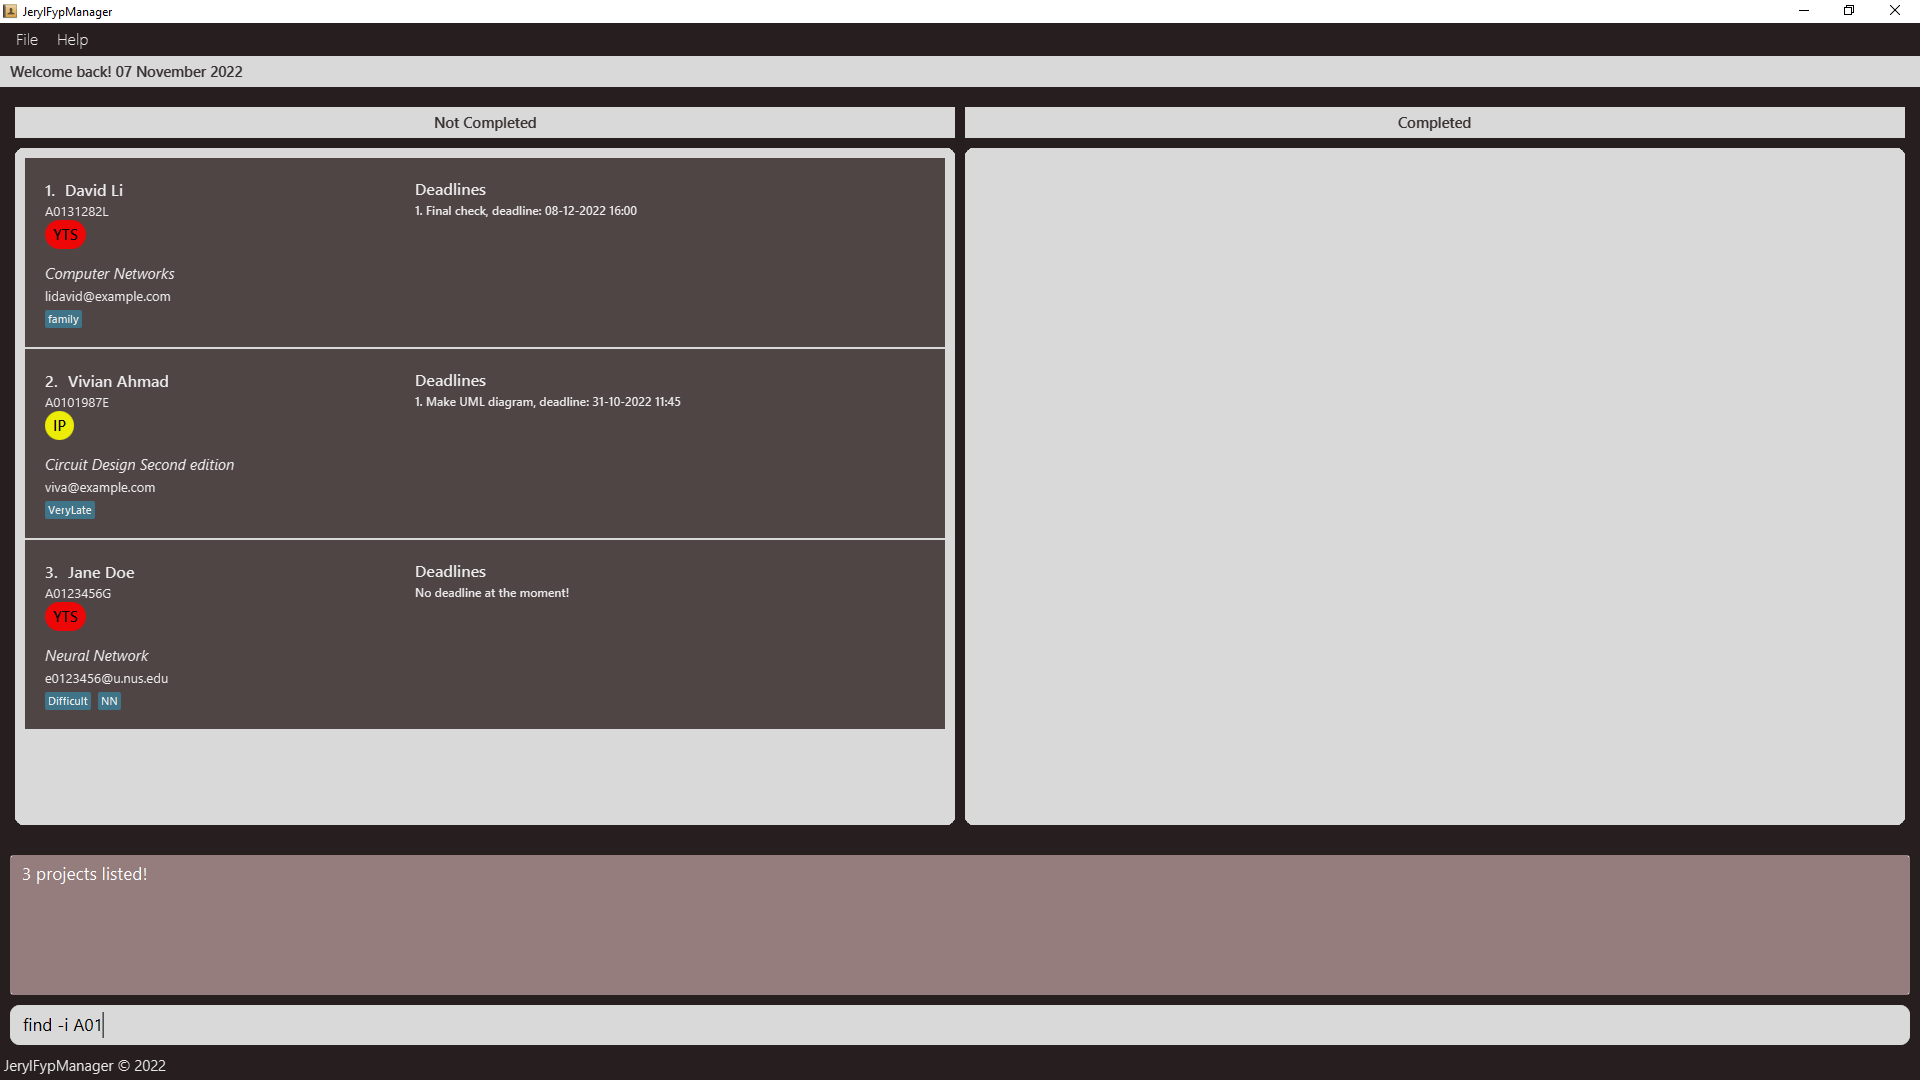 JerylFypManager
File Help
Welcome back! 07 November 2022
Not Completed
1. David Li
A0131282L
YTS
Computer Networks
lidavid@example.com
family
Deadlines
1. Final check, deadline: 08-12-2022 16:00
2. Vivian Ahmad
A0101987E
IP
Circuit Design Second edition
viva@example.com
VeryLate
Deadlines
1. Make UML diagram, deadline: 31-10-2022 11:45
3. Jane Doe
A0123456G
YTS
Neural Network
e0123456@u.nus.edu
Difficult NN
Deadlines
No deadline at the moment!
Completed
3 projects listed!
find -i A01
JerylFypManager © 2022